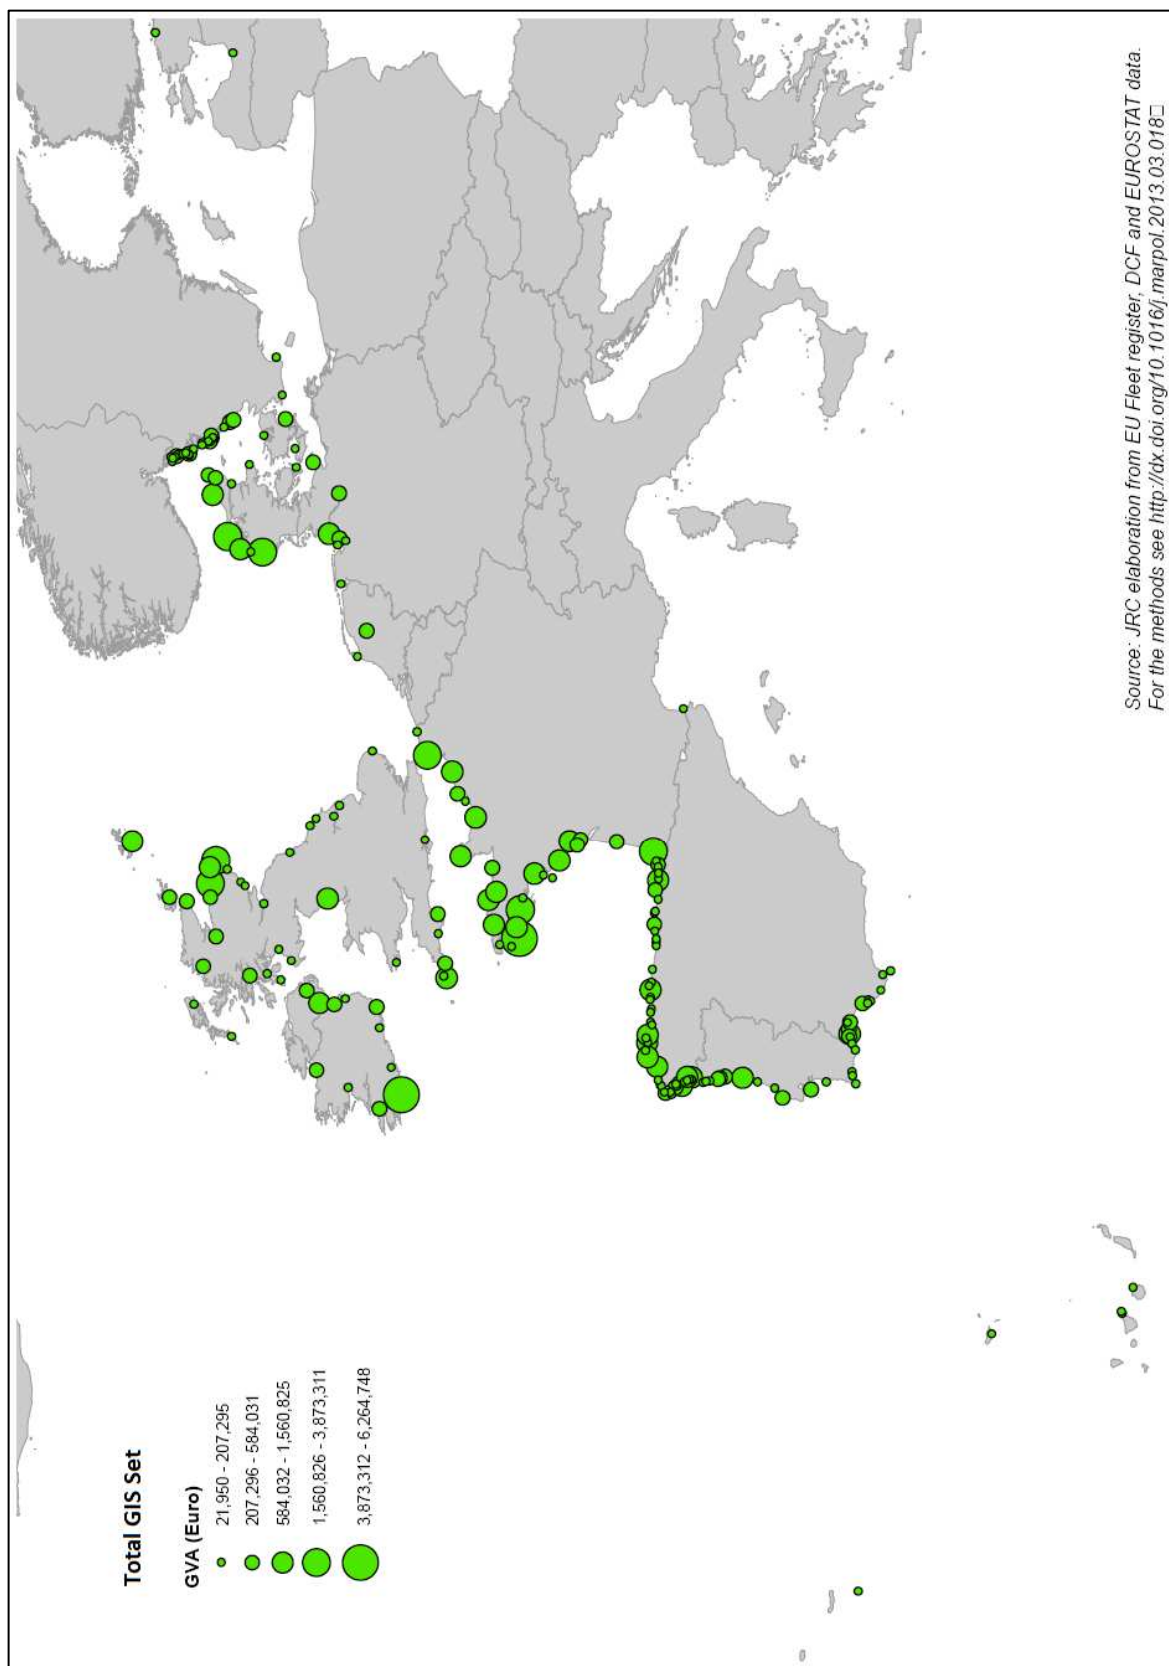 Total GIS Set
GVA (Euro)
21,950 - 207,295
207,296 - 584,031
584,032 - 1,560,825
1,560,826 - 3,873,311
3,873,312 - 6,264,748
Source: JRC elaboration from EU Fleet register, DCF and EUROSTAT data.
For the methods see http://dx.doi.org/10.1016/j.marpol.2013.03.018□